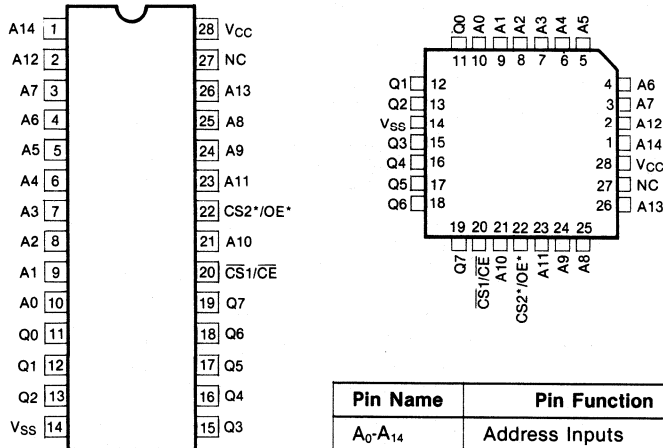 A14 1 28 VCC
A12 2 27 NC
A7 3 26 A13
A6 4 25 A8
A5 5 24 A9
A4 6 23 A11
A3 7 22 CS2*/OE*
A2 8 21 A10
A1 9 20 CS1/CE
A0 10 19 Q7
Q0 11 18 Q6
Q1 12 17 Q5
Q2 13 16 Q4
VSS 14 15 Q3
Q0 A0 A1 A2 A3 A4 A5
11 10 9 8 7 6 5
Q1 12 4 A6
Q2 13 3 A7
VSS 14 2 A12
Q3 15 1 A14
Q4 16 28 VCC
Q5 17 27 NC
Q6 18 26 A13
19 20 21 22 23 24 25
Q7 CS1/CE A10 CS2*/OE* A11 A9 A8
Pin Name Pin Function
A0-A14 Address Inputs